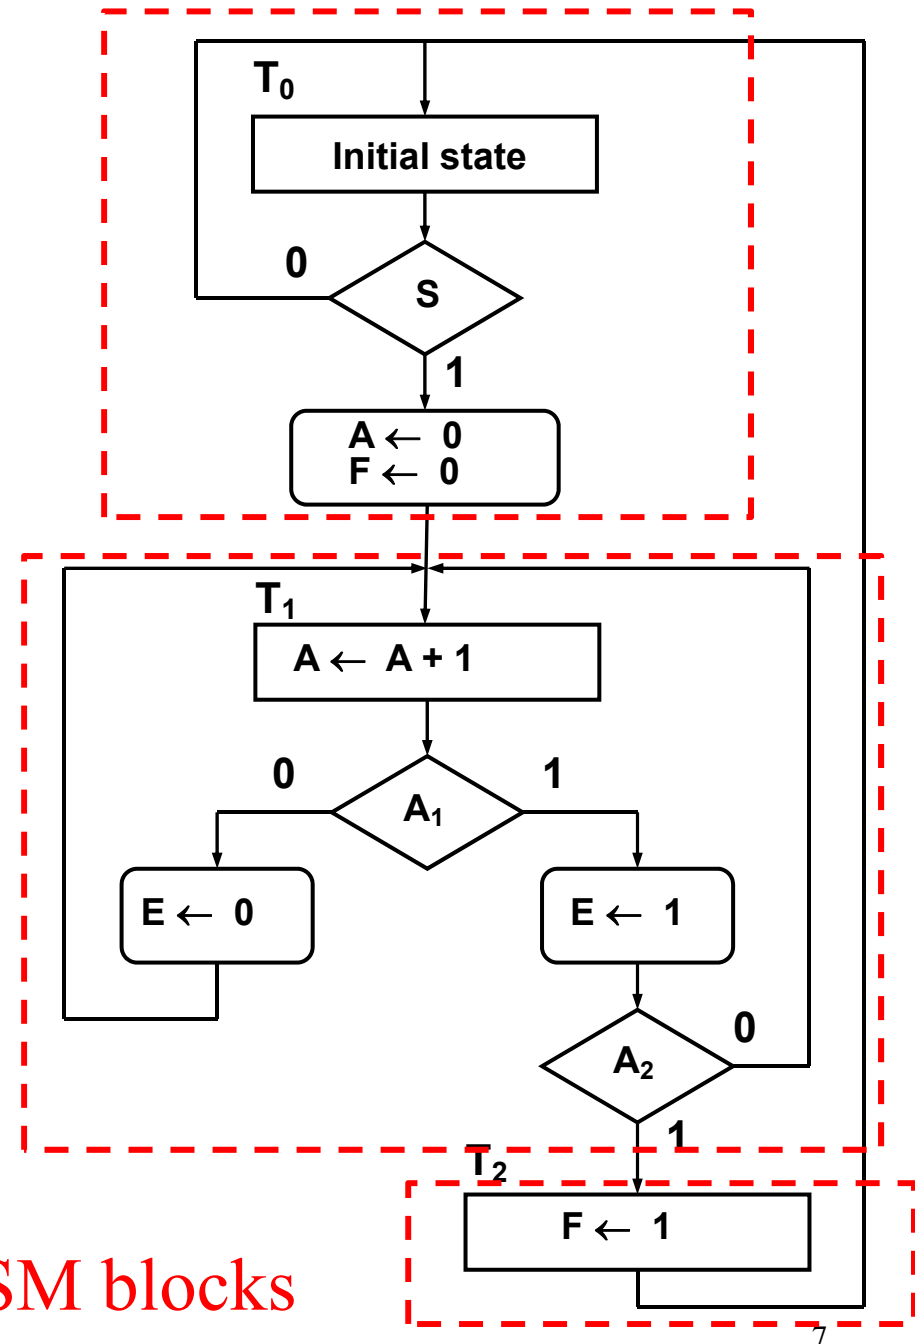 T₀
Initial state
0
S
1
A ← 0
F ← 0
T₁
A ← A + 1
0
1
A₁
E ← 0
E ← 1
0
A₂
1
T₂
F ← 1
SM blocks
7